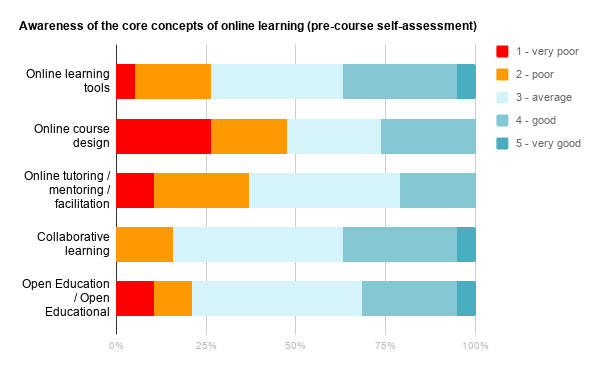 Awareness of the core concepts of online learning (pre-course self-assessment)
1 - very poor
2 - poor
3 - average
4 - good
5 - very good
Online learning
tools
Online course
design
Online tutoring /
mentoring /
facilitation
Collaborative
learning
Open Education
/ Open
Educational
0%
25%
50%
75%
100%